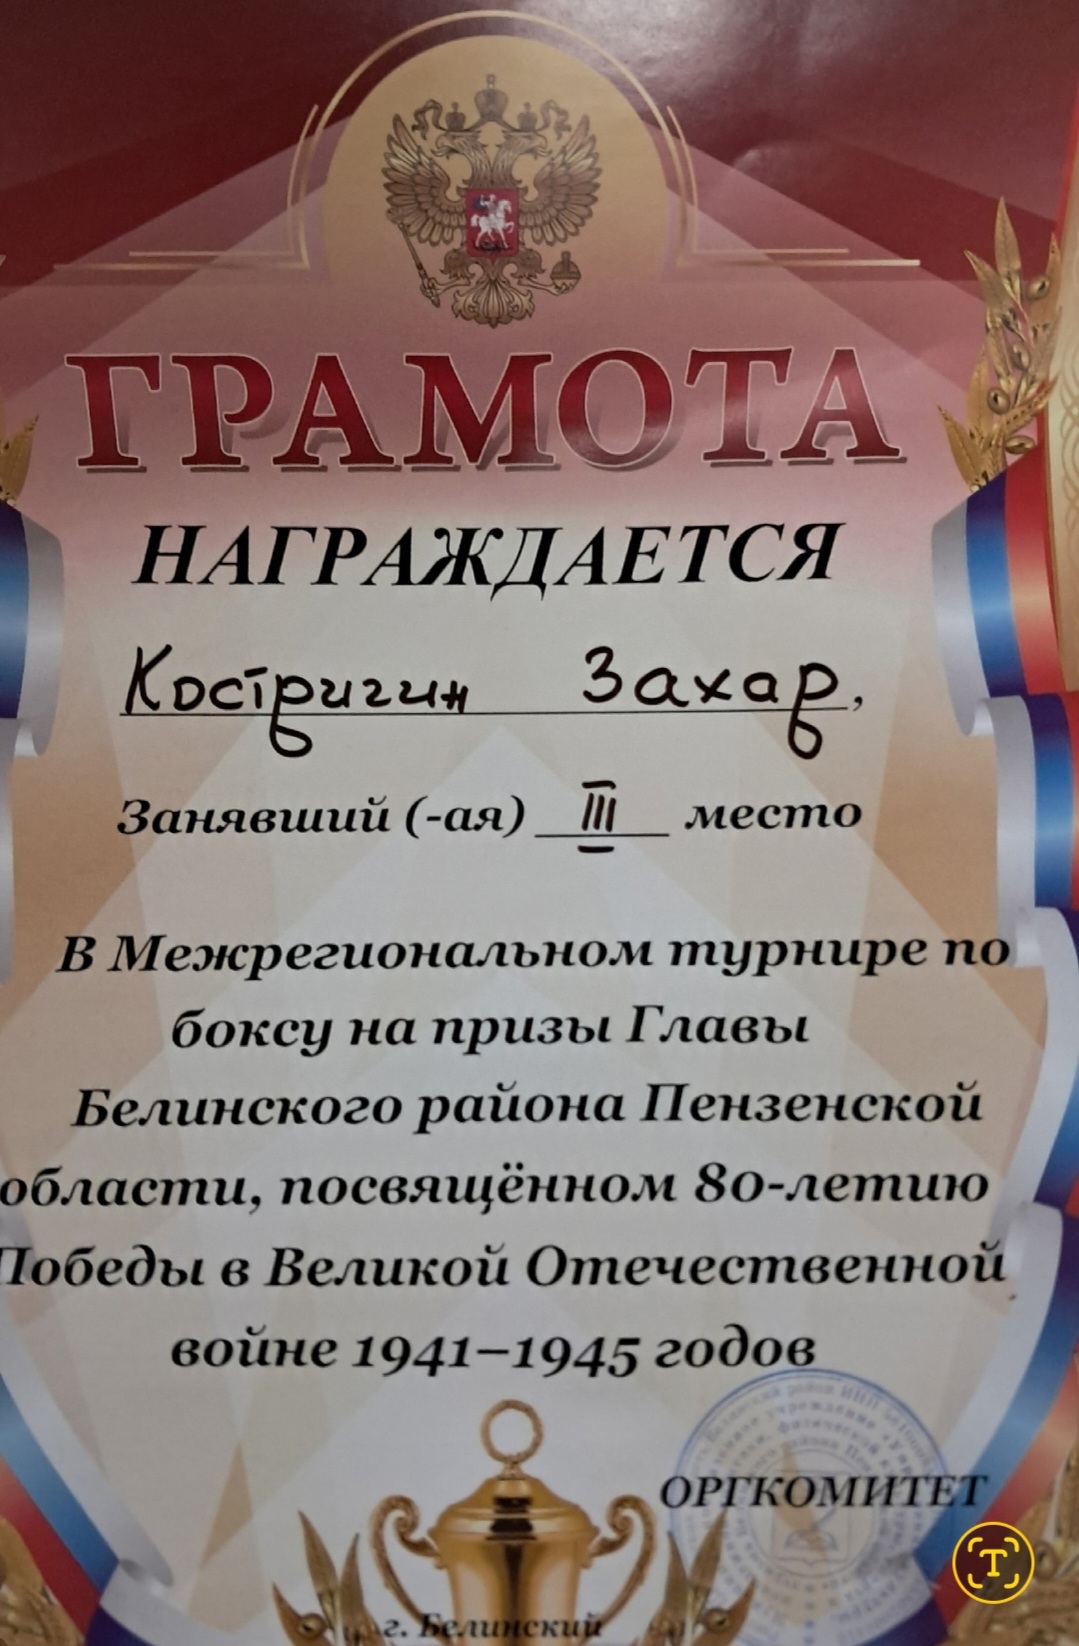 ГРАМОТА
НАГРАЖДАЕТСЯ
Костригин Захар,
Занявший (-ая) III место
В Межрегиональном турнире по
боксу на призы Главы
Белинского района Пензенской
области, посвящённом 80-летию
Победы в Великой Отечественной
войне 1941–1945 годов
ОРГКОМИТЕТ
г. Белинский